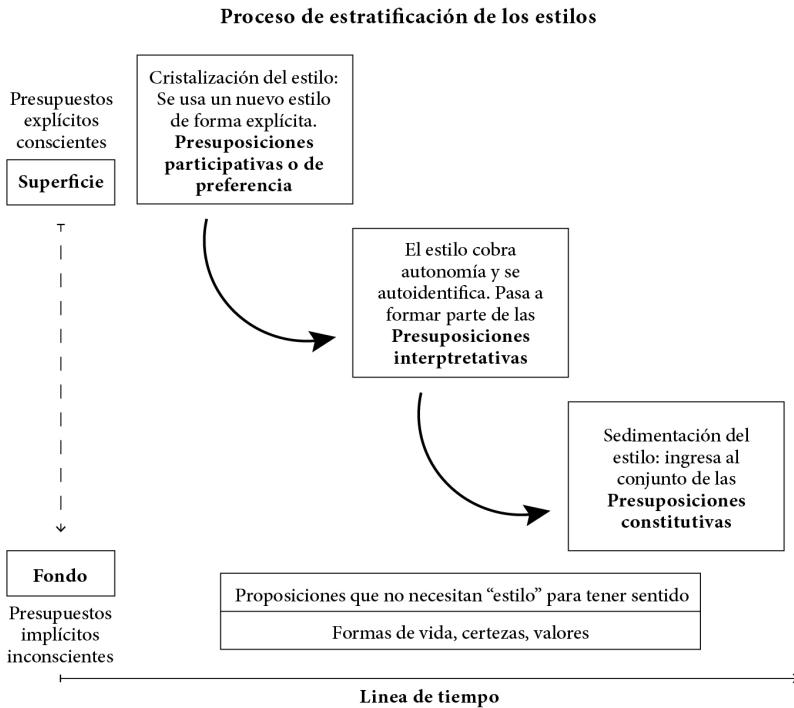 Proceso de estratificación de los estilos
Presupuestos
explícitos
conscientes
Superficie
Cristalización del estilo:
Se usa un nuevo estilo
de forma explícita.
Presuposiciones
participativas o de
preferencia
El estilo cobra
autonomía y se
autoidentifica. Pasa a
formar parte de las
Presuposiciones
interptretativas
Sedimentación del
estilo: ingresa al
conjunto de las
Presuposiciones
constitutivas
Fondo
Presupuestos
implícitos
inconscientes
Proposiciones que no necesitan “estilo” para tener sentido
Formas de vida, certezas, valores
Linea de tiempo